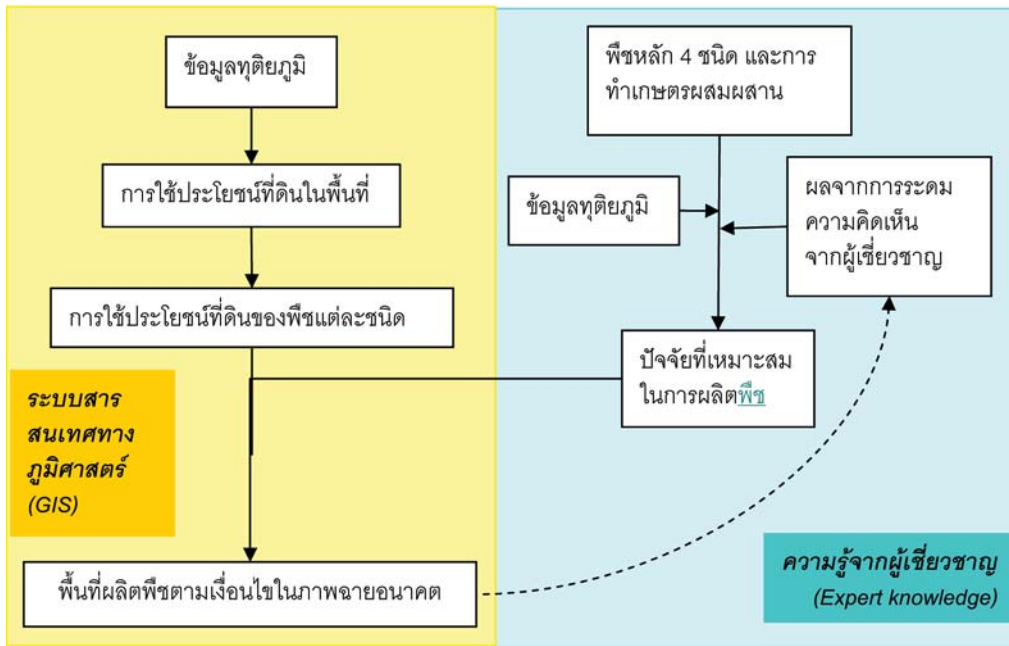 ข้อมูลทุติยภูมิ
การใช้ประโยชน์ที่ดินในพื้นที่
การใช้ประโยชน์ที่ดินของพืชแต่ละชนิด
ระบบสาร
สนเทศทาง
ภูมิศาสตร์
(GIS)
พื้นที่ผลิตพืชตามเงื่อนไขในภาพฉายอนาคต
พืชหลัก 4 ชนิด และการ
ทำเกษตรผสมผสาน
ข้อมูลทุติยภูมิ
ผลจากการระดม
ความคิดเห็น
จากผู้เชี่ยวชาญ
ปัจจัยที่เหมาะสม
ในการผลิตพืช
ความรู้จากผู้เชี่ยวชาญ
(Expert knowledge)